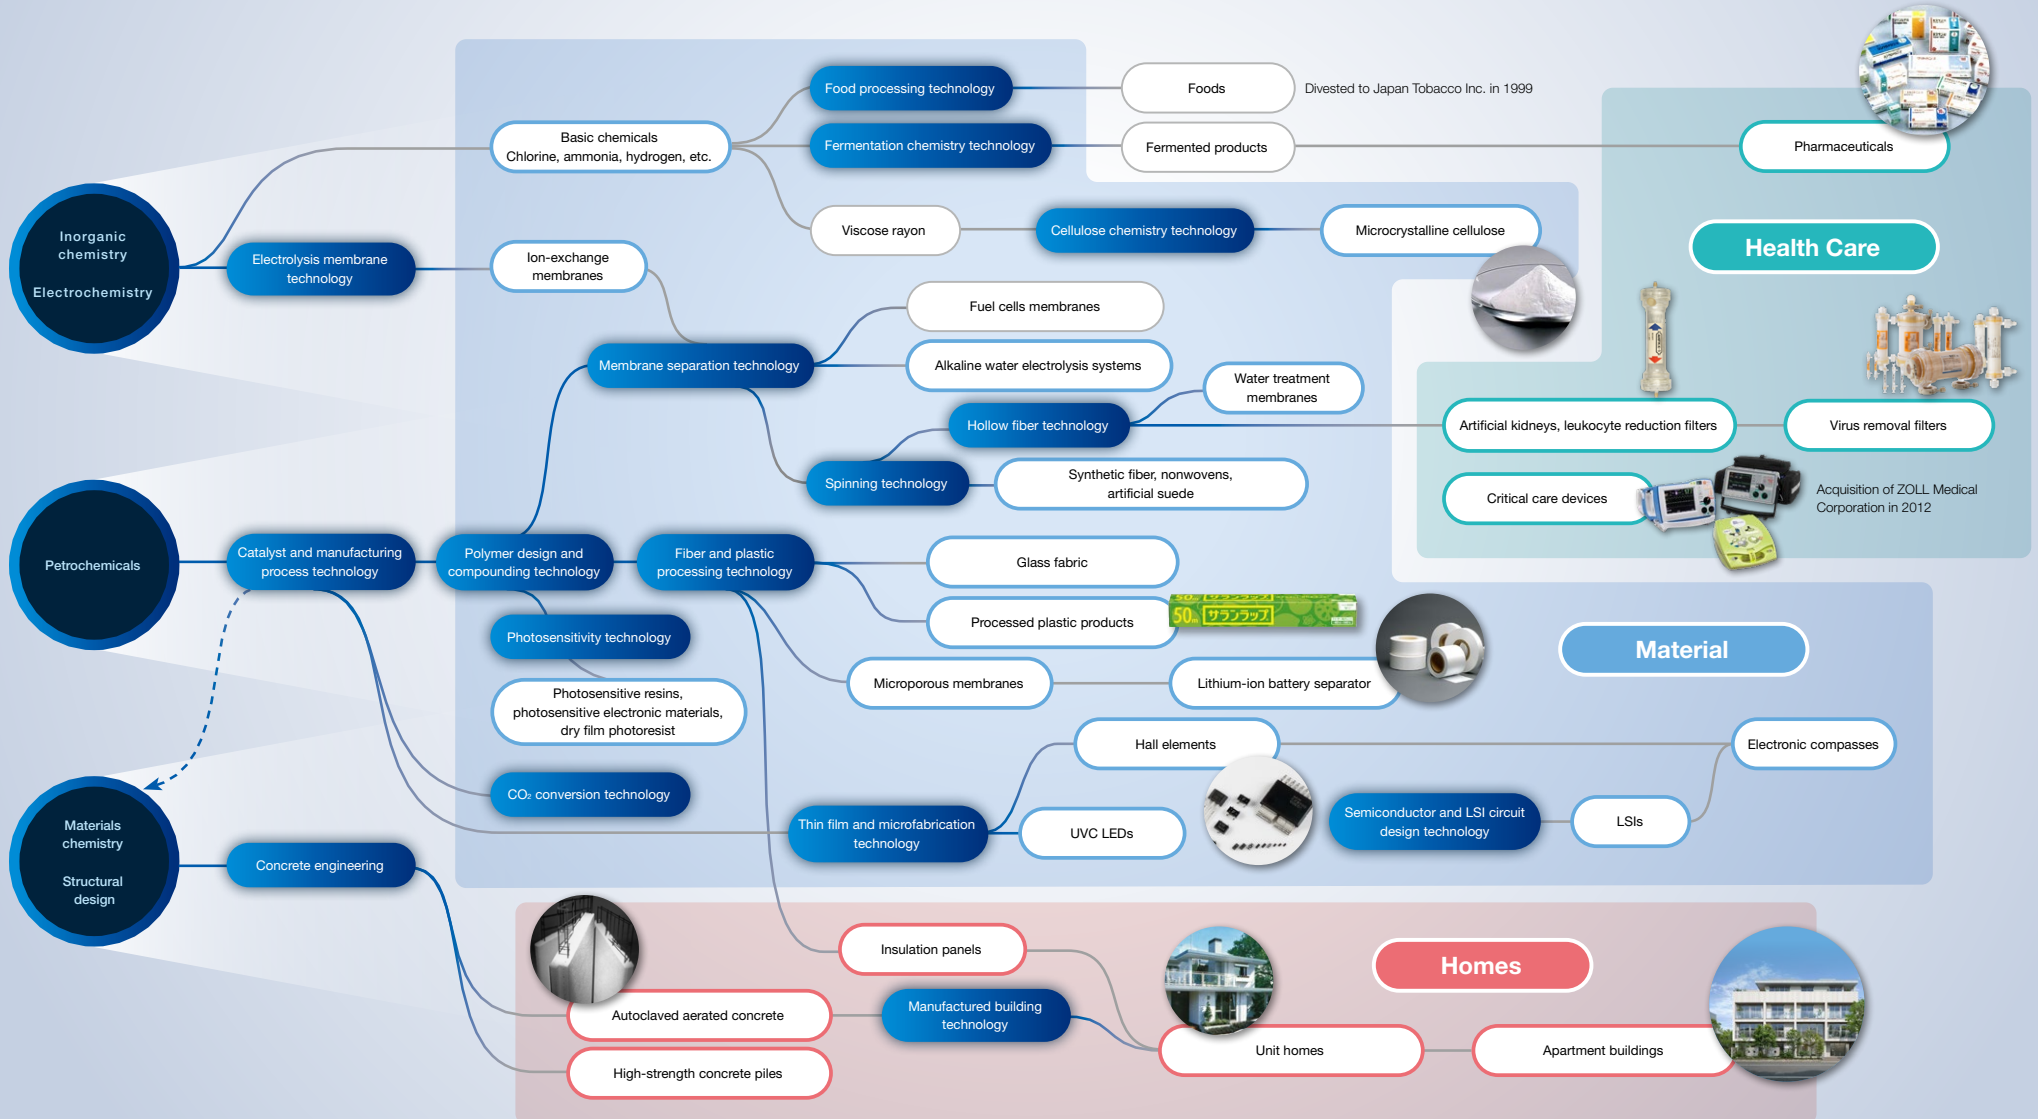 Food processing technology
Foods
Divested to Japan Tobacco Inc. in 1999
Basic chemicals
Chlorine, ammonia, hydrogen, etc.
Fermentation chemistry technology
Fermented products
Pharmaceuticals
Inorganic
chemistry
Electrochemistry
Viscose rayon
Cellulose chemistry technology
Microcrystalline cellulose
Health Care
Electrolysis membrane
technology
Ion-exchange
membranes
Fuel cells membranes
Membrane separation technology
Alkaline water electrolysis systems
Water treatment
membranes
Hollow fiber technology
Artificial kidneys, leukocyte reduction filters
Virus removal filters
Spinning technology
Synthetic fiber, nonwovens,
artificial suede
Critical care devices
Acquisition of ZOLL Medical
Corporation in 2012
Petrochemicals
Catalyst and manufacturing
process technology
Polymer design and
compounding technology
Fiber and plastic
processing technology
Glass fabric
Processed plastic products
50m サランラップ
Photosensitivity technology
Material
Photosensitive resins,
photosensitive electronic materials,
dry film photoresist
Microporous membranes
Lithium-ion battery separator
Hall elements
Electronic compasses
CO₂ conversion technology
Thin film and microfabrication
technology
UVC LEDs
Semiconductor and LSI circuit
design technology
LSIs
Materials
chemistry
Structural
design
Concrete engineering
Insulation panels
Homes
Autoclaved aerated concrete
Manufactured building
technology
Unit homes
Apartment buildings
High-strength concrete piles